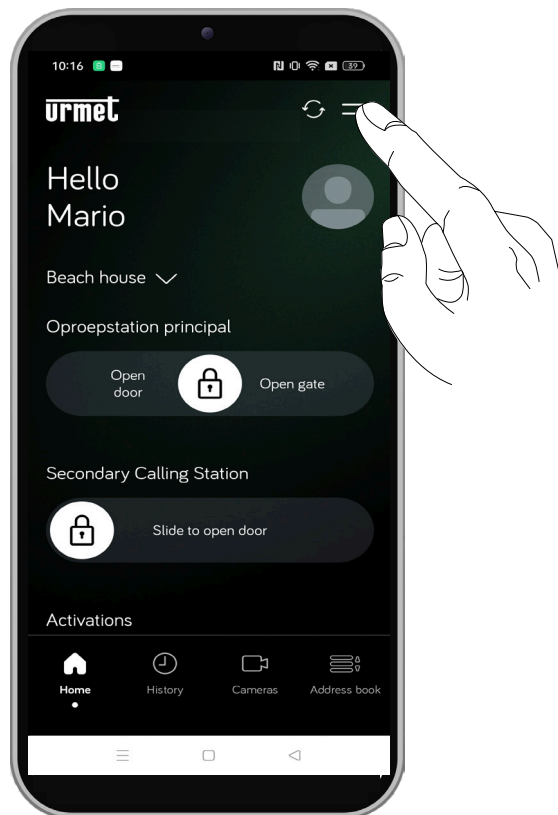 10:16
39
urmet
Hello
Mario
Beach house
Oproepstation principal
Open
door
Open gate
Secondary Calling Station
Slide to open door
Activations
Home
History
Cameras
Address book